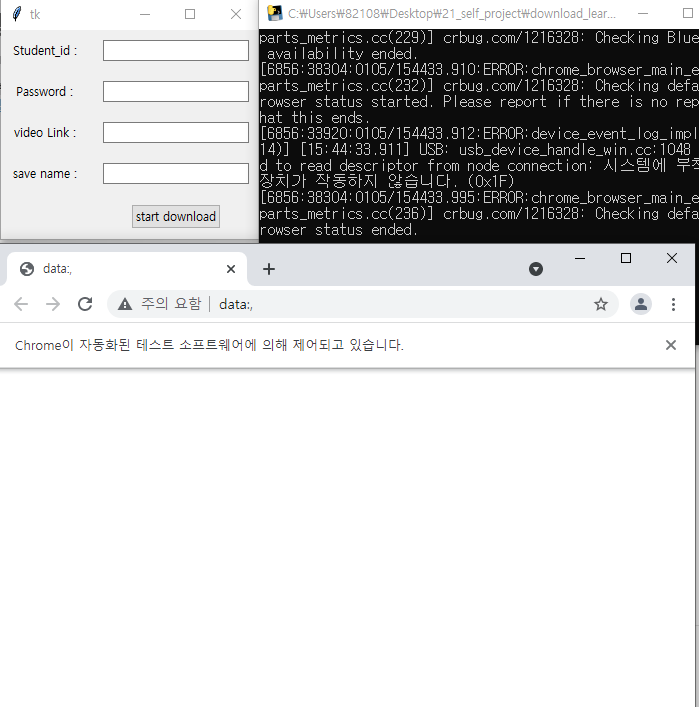 tk
Student_id :
Password :
video Link :
save name :
start download
C:\Users\82108\Desktop\21_self_project\download_lear...
parts_metrics.cc(229)] crbug.com/1216328: Checking Blue
availability ended.
[6856:38304:0105/154433.910:ERROR:chrome_browser_main_e
parts_metrics.cc(232)] crbug.com/1216328: Checking defa
rowser status started. Please report if there is no rep
hat this ends.
[6856:33920:0105/154433.912:ERROR:device_event_log_impl
14)] [15:44:33.911] USB: usb_device_handle_win.cc:1048
d to read descriptor from node connection: 시스템에 부착
장치가 작동하지 않습니다. (0x1F)
[6856:38304:0105/154435.995:ERROR:chrome_browser_main_e
parts_metrics.cc(236)] crbug.com/1216328: Checking defa
rowser status ended.
data:,
주의 요함 | data:,
Chrome이 자동화된 테스트 소프트웨어에 의해 제어되고 있습니다.